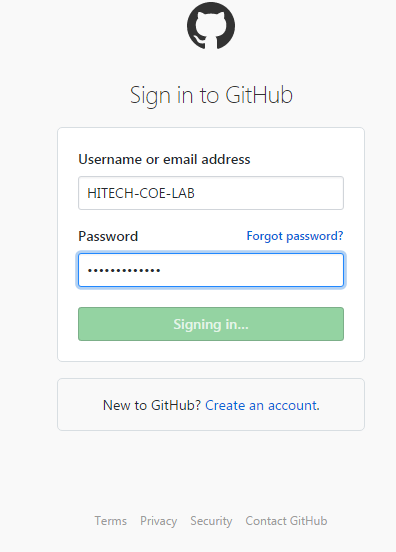 Sign in to GitHub
Username or email address
HITECH-COE-LAB
Password Forgot password?
•••••••••••••
Signing in...
New to GitHub? Create an account.
Terms Privacy Security Contact GitHub